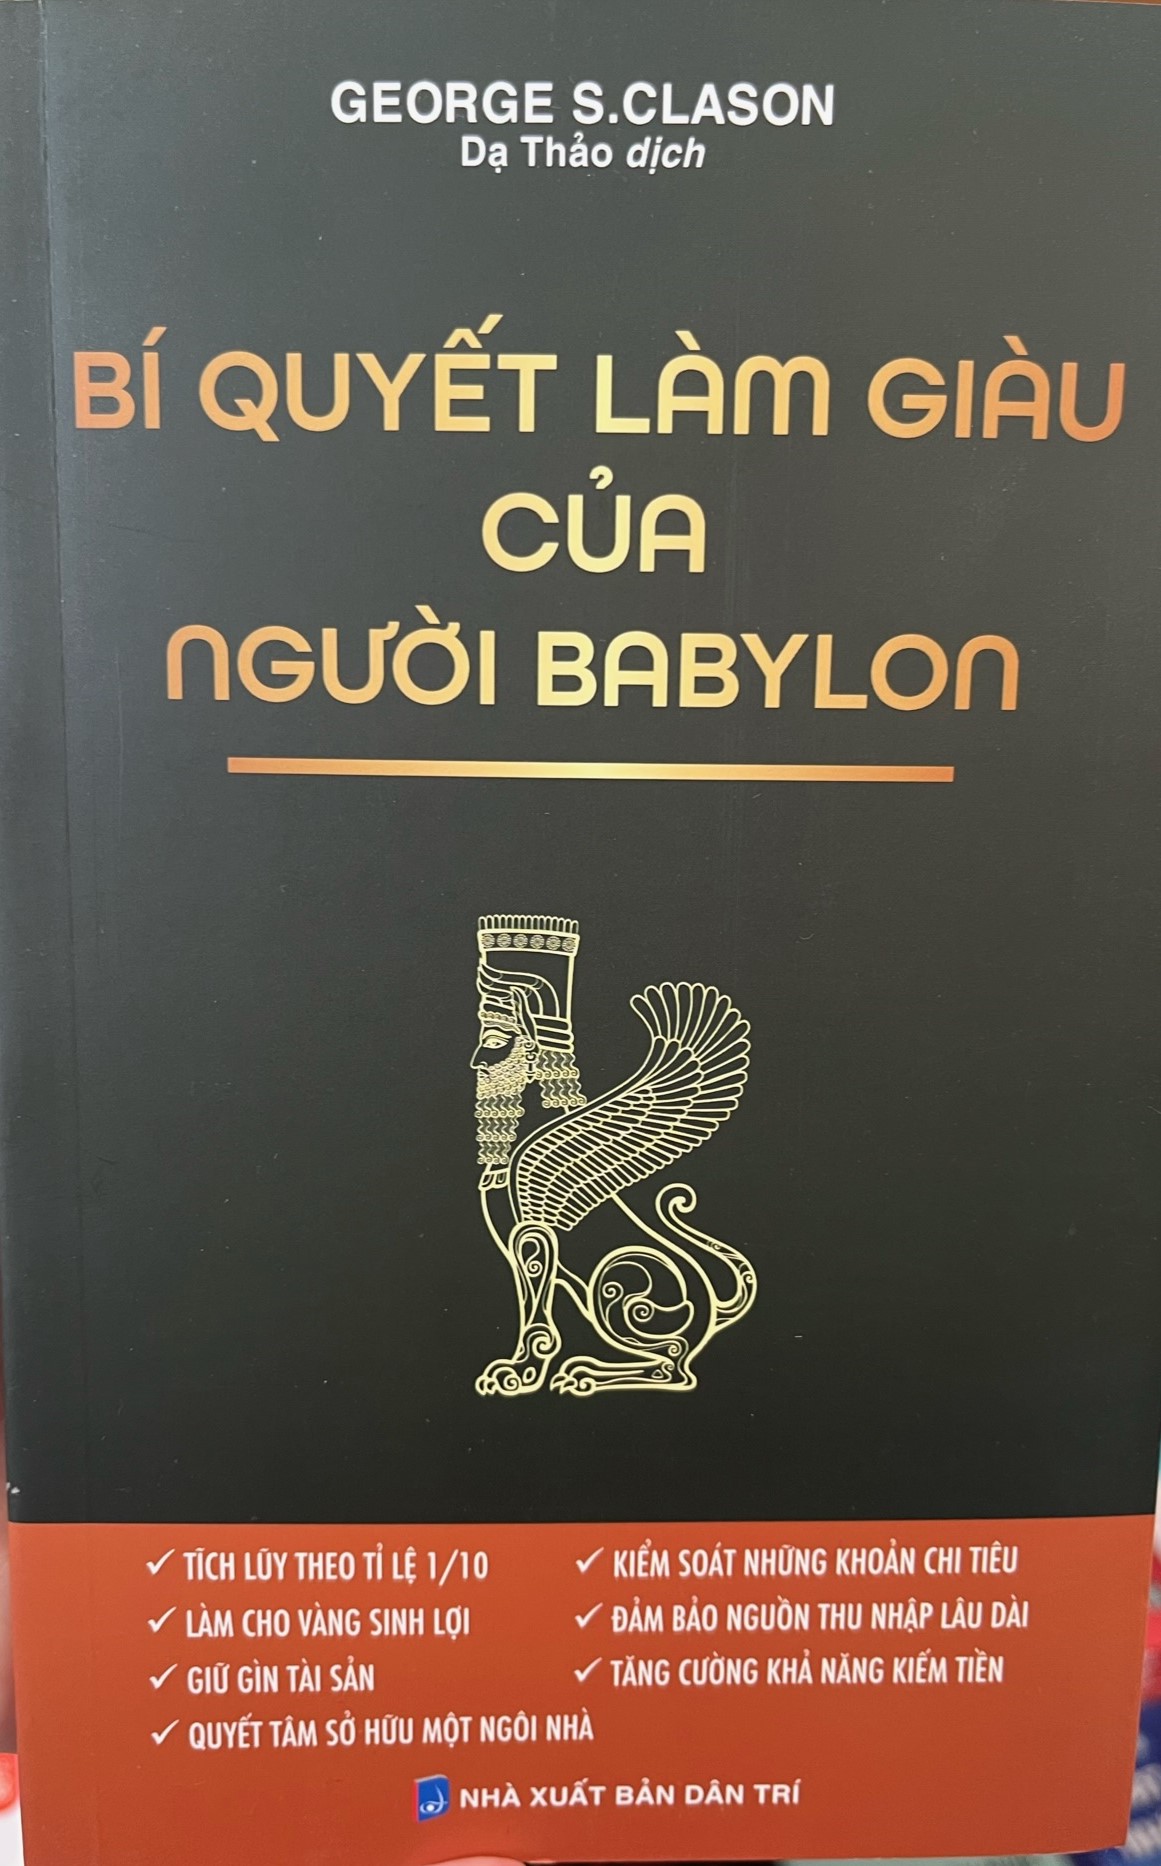 GEORGE S.CLASON
Dạ Thảo dịch
BÍ QUYẾT LÀM GIÀU
CỦA
NGƯỜI BABYLON
✓ TĨCH LŨY THEO TỈ LỆ 1/10
✓ LÀM CHO VÀNG SINH LỢI
✓ GIỮ GÌN TÀI SẢN
✓ QUYẾT TÂM SỞ HỮU MỘT NGÔI NHÀ
✓ KIỂM SOÁT NHỮNG KHOẢN CHI TIÊU
✓ ĐẢM BẢO NGUỒN THU NHẬP LÂU DÀI
✓ TĂNG CƯỜNG KHẢ NĂNG KIẾM TIỀN
NHÀ XUẤT BẢN DÂN TRÍ